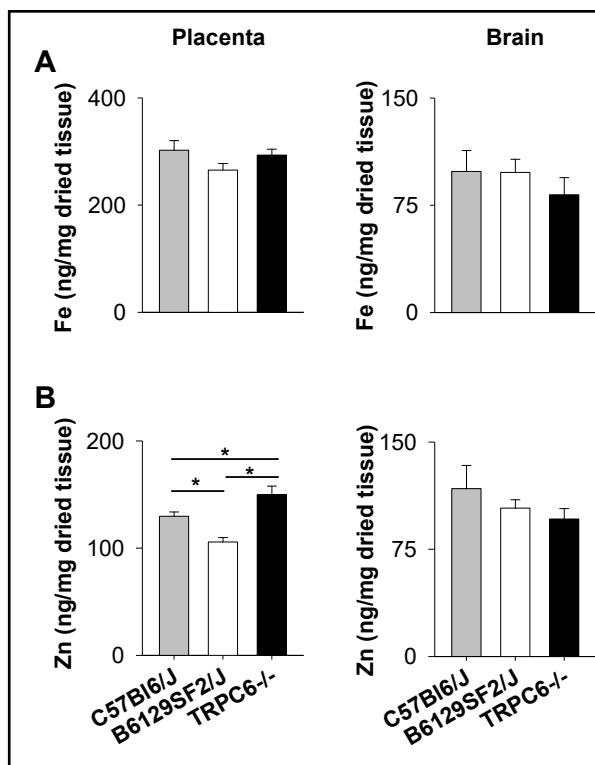 Placenta
Brain
A
Fe (ng/mg dried tissue)
400
200
0
Fe (ng/mg dried tissue)
150
75
0
B
Zn (ng/mg dried tissue)
200
100
0
*
*
*
C57Bl6/J
B6129SF2/J
TRPC6-/-
Zn (ng/mg dried tissue)
150
75
0
C57Bl6/J
B6129SF2/J
TRPC6-/-